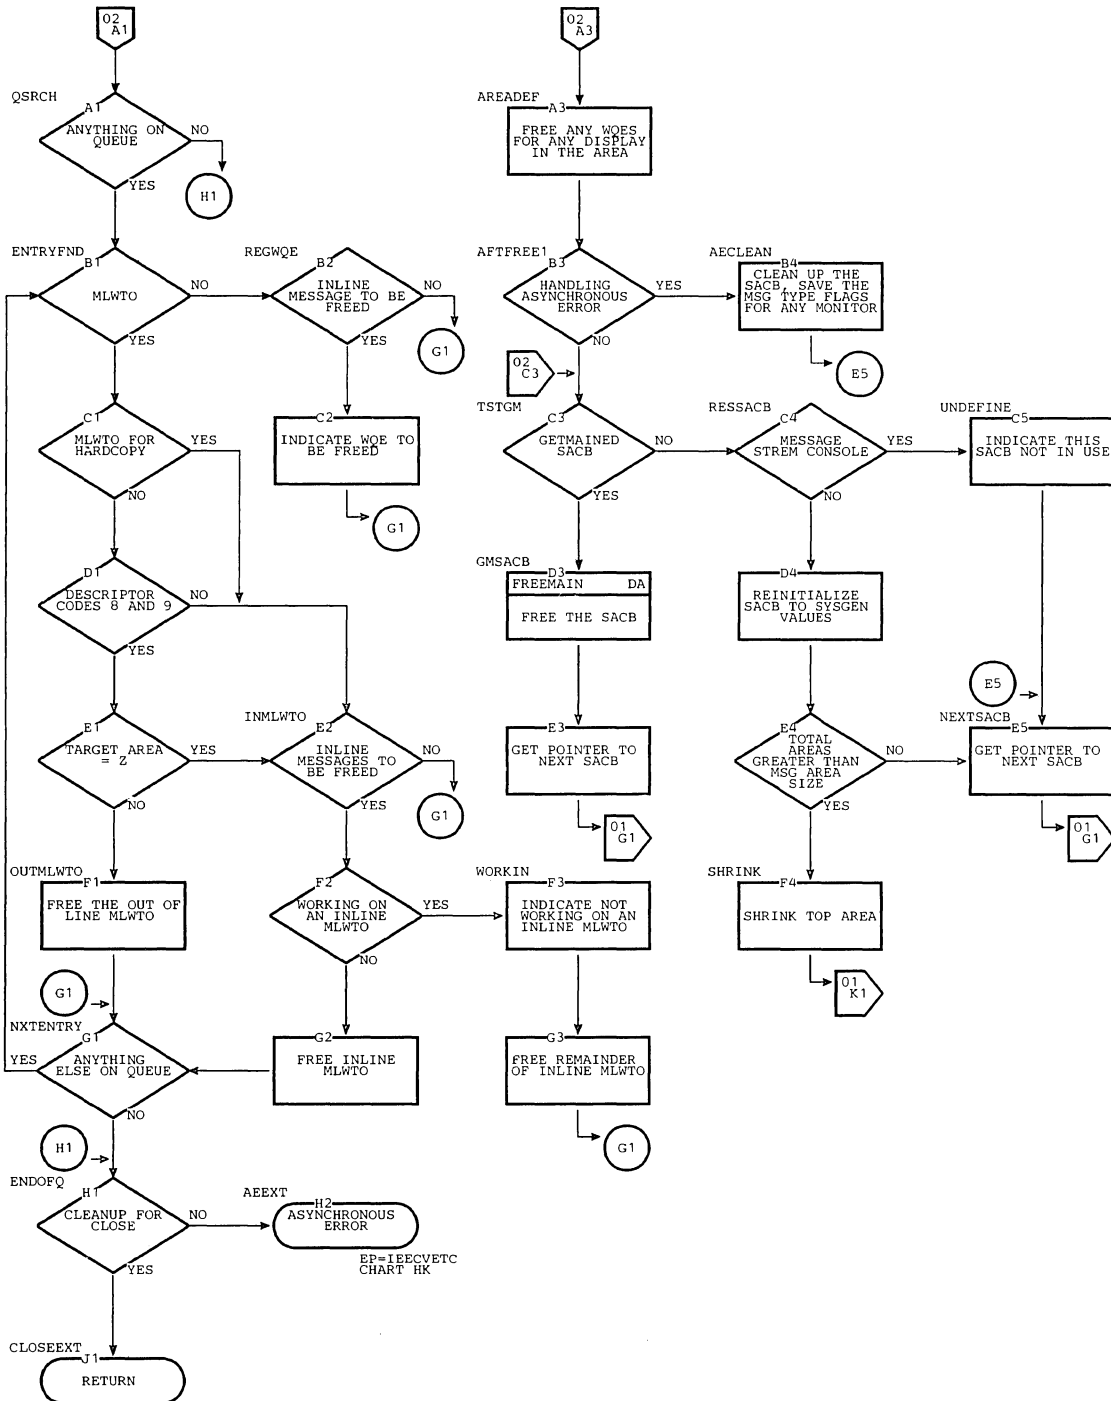 02
A1
QSRCH
A1
ANYTHING ON
QUEUE
NO
H1
YES
ENTRYFND
B1
MLWTO
NO
YES
REGWQE
B2
INLINE
MESSAGE TO BE
FREED
NO
G1
YES
C1
MLWTO FOR
HARDCOPY
YES
NO
C2
INDICATE WQE TO
BE FREED
G1
D1
DESCRIPTOR
CODES 8 AND 9
NO
YES
E1
TARGET AREA
= Z
YES
NO
INMLWTO
E2
INLINE
MESSAGES TO
BE FREED
NO
G1
YES
OUTMLWTO
F1
FREE THE OUT OF
LINE MLWTO
F2
WORKING ON
AN INLINE
MLWTO
YES
NO
WORKIN
F3
INDICATE NOT
WORKING ON AN
INLINE MLWTO
G1
NXTENTRY
G1
YES
ANYTHING
ELSE ON QUEUE
NO
G2
FREE INLINE
MLWTO
G3
FREE REMAINDER
OF INLINE MLWTO
G1
H1
ENDOFQ
H1
CLEANUP FOR
CLOSE
NO
YES
AEEXT
H2
ASYNCHRONOUS
ERROR
EP=IEECVETC
CHART HK
CLOSEEXT
J1
RETURN
02
A3
AREADEF
A3
FREE ANY WQES
FOR ANY DISPLAY
IN THE AREA
AFTFREE1
B3
HANDLING
ASYNCHRONOUS
ERROR
YES
NO
AECLEAN
B4
CLEAN UP THE
SACB, SAVE THE
MSG TYPE FLAGS
FOR ANY MONITOR
E5
02
C3
TSTGM
C3
GETMAINED
SACB
NO
YES
RESSACB
C4
MESSAGE
STREM CONSOLE
YES
NO
UNDEFINE
C5
INDICATE THIS
SACB NOT IN USE
GMSACB
D3
FREEMAIN DA
FREE THE SACB
D4
REINITIALIZE
SACB TO SYSGEN
VALUES
E3
GET POINTER TO
NEXT SACB
01
G1
E4
TOTAL
AREAS
GREATER THAN
MSG AREA
SIZE
NO
YES
E5
NEXTSACB
E5
GET POINTER TO
NEXT SACB
01
G1
SHRINK
F4
SHRINK TOP AREA
01
K1